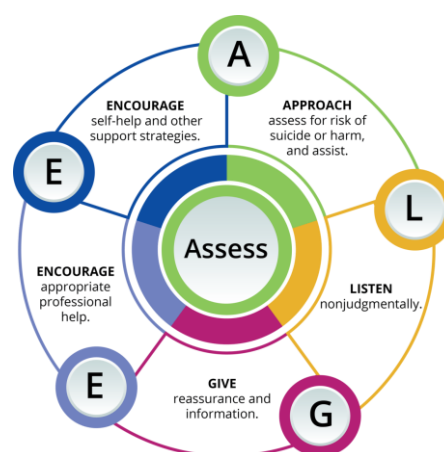 A
APPROACH
assess for risk of
suicide or harm,
and assist.
L
LISTEN
nonjudgmentally.
G
GIVE
reassurance and
information.
E
ENCOURAGE
appropriate
professional
help.
E
ENCOURAGE
self-help and other
support strategies.
Assess